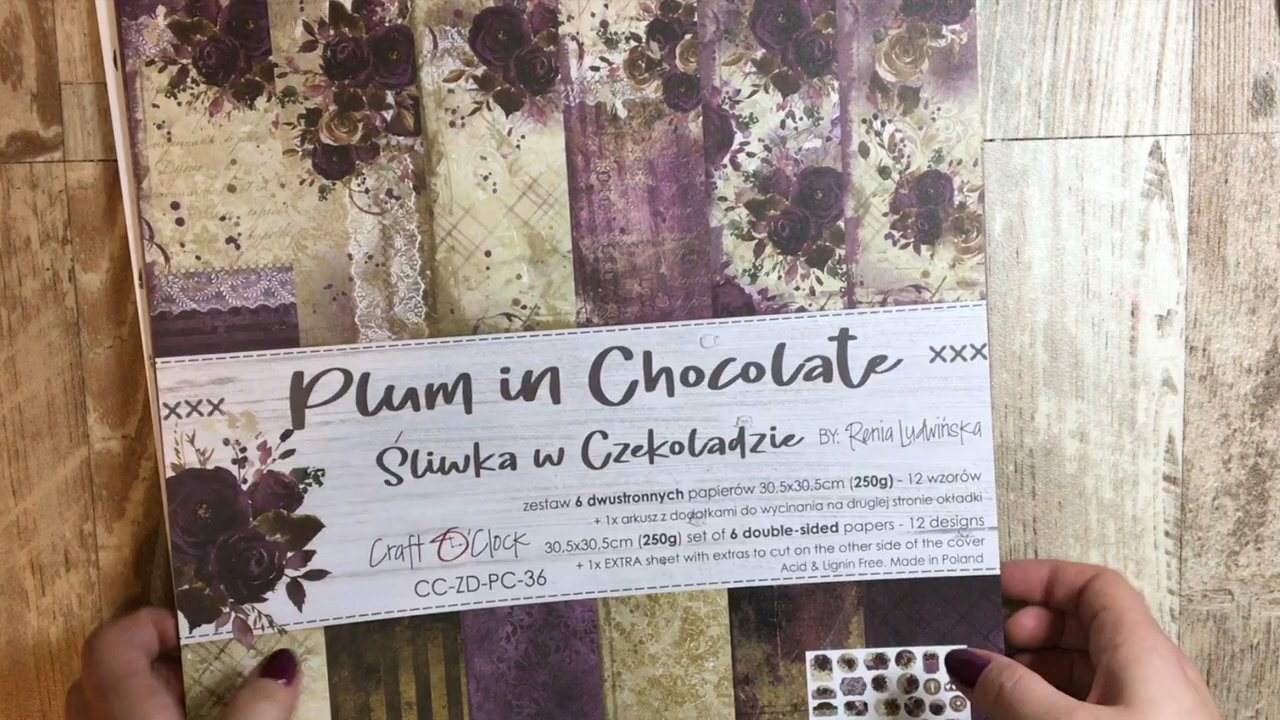 xxx Plum in Chocolate xxx
Śliwka w Czekoladzie BY: Renia Ludwińska
zestaw 6 dwustronnych papierów 30,5x30,5cm (250g) - 12 wzorów
+ 1x arkusz z dodatkami do wycinania na drugiej stronie okładki
Craft O'Clock
30,5x30,5cm (250g) set of 6 double-sided papers - 12 designs
+ 1x EXTRA sheet with extras to cut on the other side of the cover
CC-ZD-PC-36
Acid & Lignin Free. Made in Poland